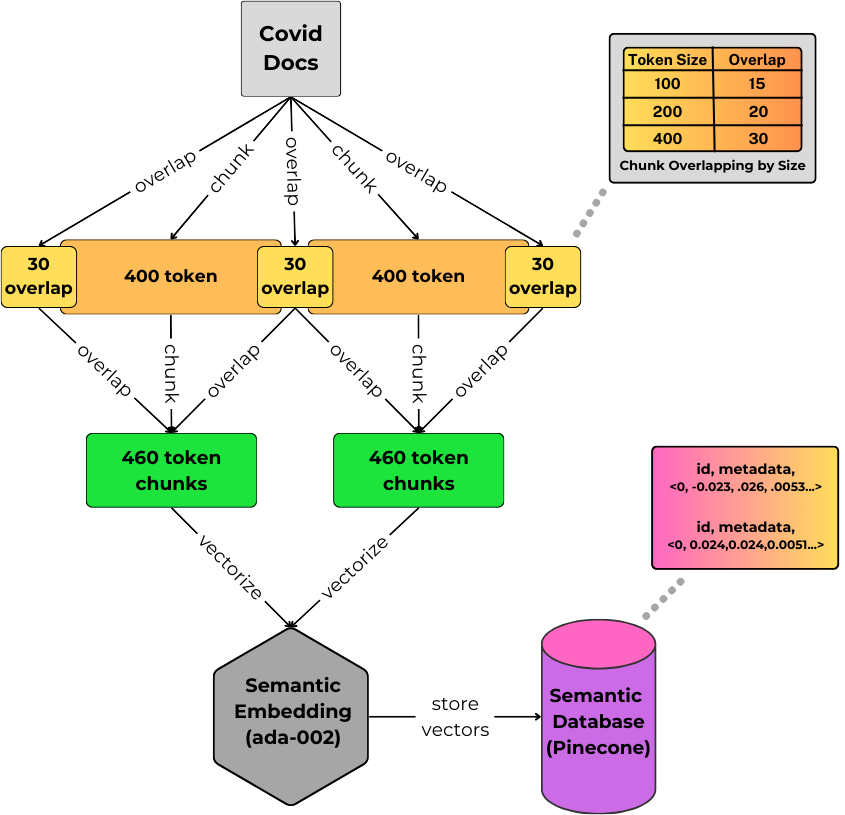 Covid
Docs
Token Size Overlap
100 15
200 20
400 30
Chunk Overlapping by Size
overlap
chunk
overlap
chunk
overlap
30
overlap
400 token
30
overlap
400 token
30
overlap
overlap
chunk
overlap
overlap
chunk
overlap
460 token
chunks
460 token
chunks
id, metadata,
<0, -0.023, .026, .0053...>
id, metadata,
<0, 0.024,0.024,0.0051...>
vectorize
vectorize
Semantic
Embedding
(ada-002)
store
vectors
Semantic
Database
(Pinecone)